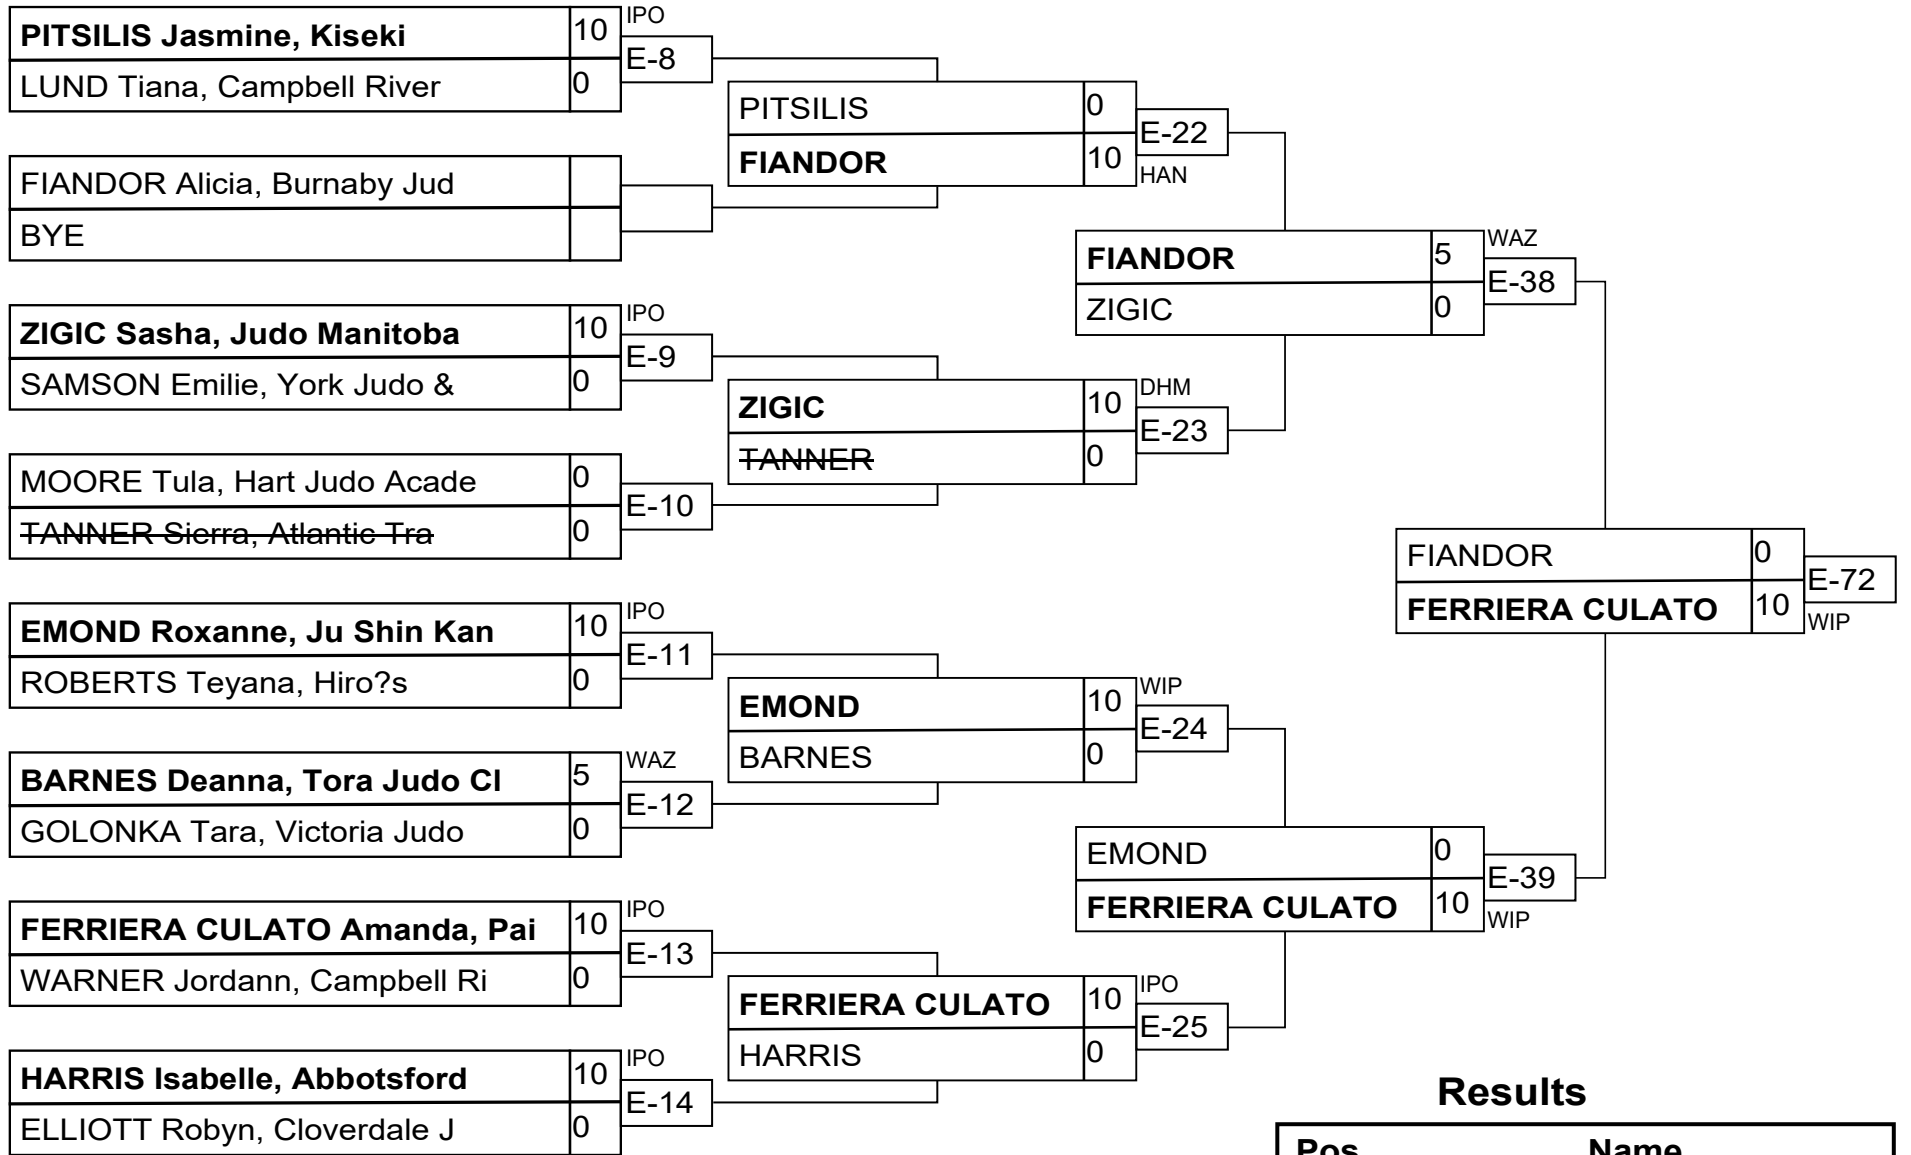 PITSILIS Jasmine, Kiseki 10 IPO
LUND Tiana, Campbell River 0 E-8
FIANDOR Alicia, Burnaby Jud
BYE
ZIGIC Sasha, Judo Manitoba 10 IPO
SAMSON Emilie, York Judo & 0 E-9
MOORE Tula, Hart Judo Acade 0
TANNER Sierra, Atlantic Tra 0 E-10
EMOND Roxanne, Ju Shin Kan 10 IPO
ROBERTS Teyana, Hiro?s 0 E-11
BARNES Deanna, Tora Judo Cl 5 WAZ
GOLONKA Tara, Victoria Judo 0 E-12
FERRIERA CULATO Amanda, Pai 10 IPO
WARNER Jordann, Campbell Ri 0 E-13
HARRIS Isabelle, Abbotsford 10 IPO
ELLIOTT Robyn, Cloverdale J 0 E-14
PITSILIS 0 E-22
FIANDOR 10 HAN
ZIGIC 10 DHM
TANNER 0 E-23
EMOND 10 WIP
BARNES 0 E-24
FERRIERA CULATO 10 IPO
HARRIS 0 E-25
FIANDOR 5 WAZ
ZIGIC 0 E-38
EMOND 0 E-39
FERRIERA CULATO 10 WIP
FIANDOR 0 E-72
FERRIERA CULATO 10 WIP
Results
Pos Name